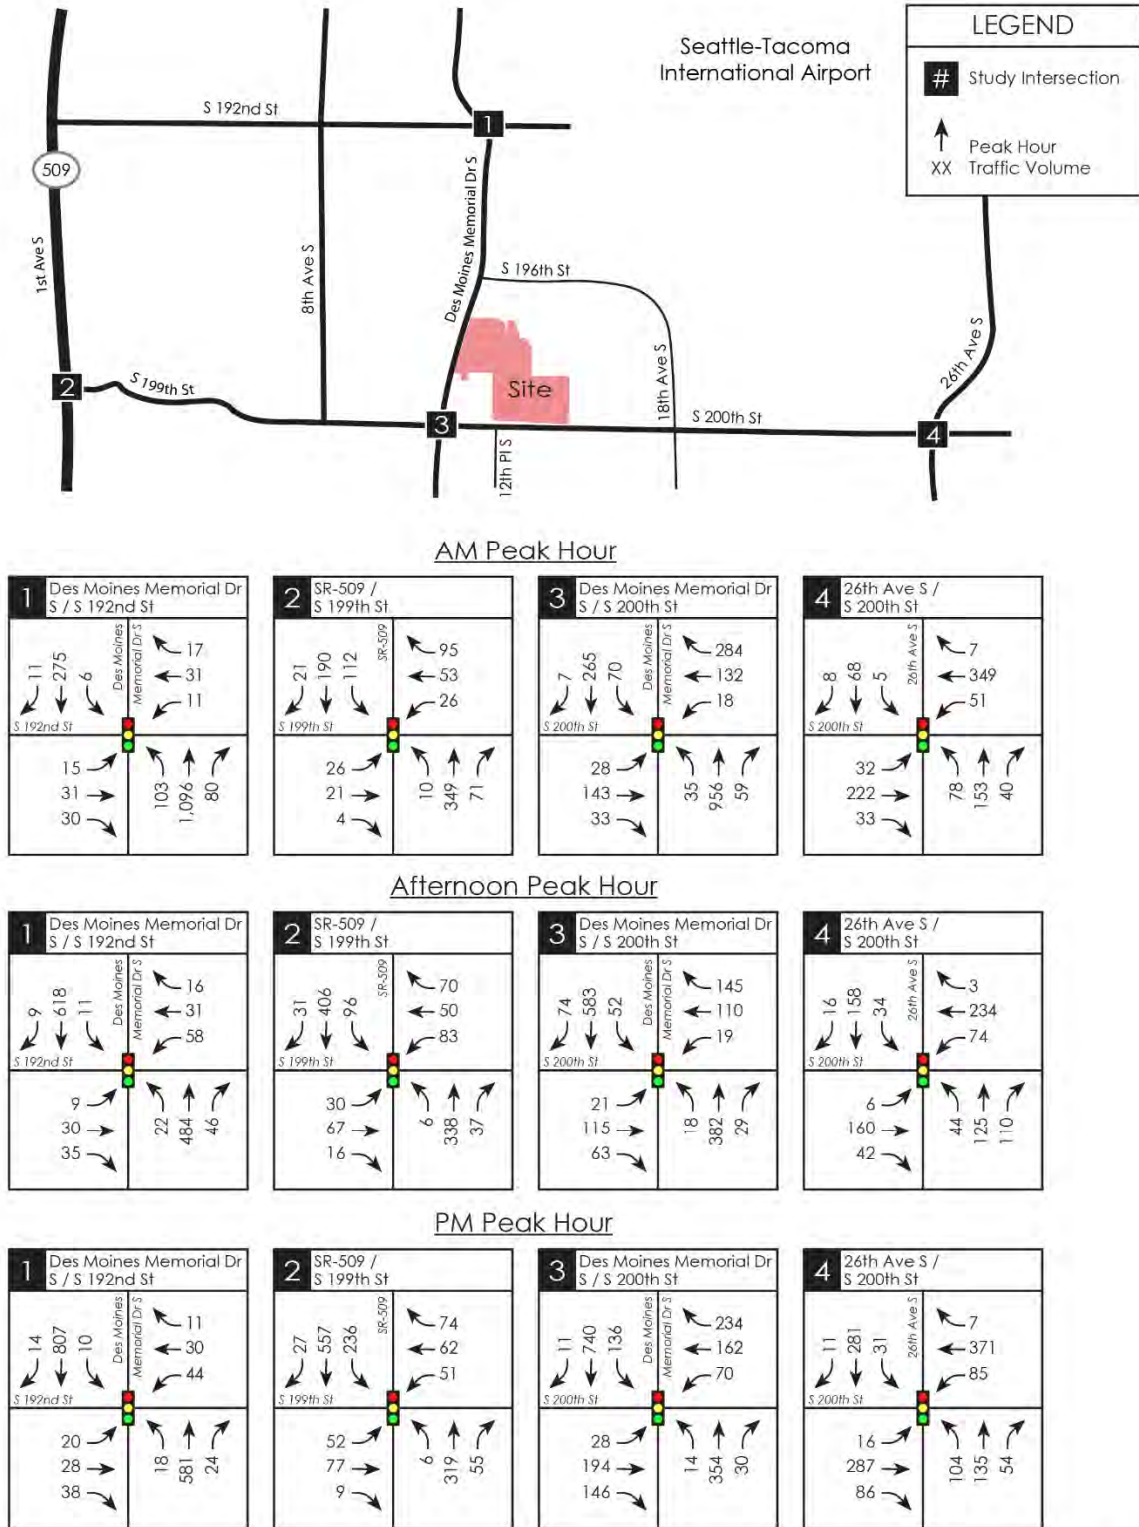 Seattle-Tacoma
International Airport
LEGEND
# Study Intersection
Peak Hour
XX Traffic Volume
S 192nd St
1
509
1st Ave S
8th Ave S
Des Moines Memorial Dr S
S 196th St
18th Ave S
26th Ave S
2
S 199th St
Site
3
12th Pl S
S 200th St
4
AM Peak Hour
1 Des Moines Memorial Dr
S / S 192nd St
11 275 6
Des Moines
Memorial Dr S
17
31
11
S 192nd St
15
31
30
103 1,096 80
2 SR-509 /
S 199th St
21 190 112
SR-509
95
53
26
S 199th St
26
21
4
10 349 71
3 Des Moines Memorial Dr
S / S 200th St
7 265 70
Des Moines
Memorial Dr S
284
132
18
S 200th St
28
143
33
35 956 59
4 26th Ave S /
S 200th St
8 68 5
26th Ave S
7
349
51
S 200th St
32
222
33
78 153 40
Afternoon Peak Hour
1 Des Moines Memorial Dr
S / S 192nd St
9 618 11
Des Moines
Memorial Dr S
16
31
58
S 192nd St
9
30
35
22 484 46
2 SR-509 /
S 199th St
31 406 96
SR-509
70
50
83
S 199th St
30
67
16
6 338 37
3 Des Moines Memorial Dr
S / S 200th St
74 583 52
Des Moines
Memorial Dr S
145
110
19
S 200th St
21
115
63
18 382 29
4 26th Ave S /
S 200th St
16 158 34
26th Ave S
3
234
74
S 200th St
6
160
42
44 125 110
PM Peak Hour
1 Des Moines Memorial Dr
S / S 192nd St
14 807 10
Des Moines
Memorial Dr S
11
30
44
S 192nd St
20
28
38
18 581 24
2 SR-509 /
S 199th St
27 557 236
SR-509
74
62
51
S 199th St
52
77
9
6 319 55
3 Des Moines Memorial Dr
S / S 200th St
11 740 136
Des Moines
Memorial Dr S
234
162
70
S 200th St
28
194
146
14 354 30
4 26th Ave S /
S 200th St
11 281 31
26th Ave S
7
371
85
S 200th St
16
287
86
104 135 54